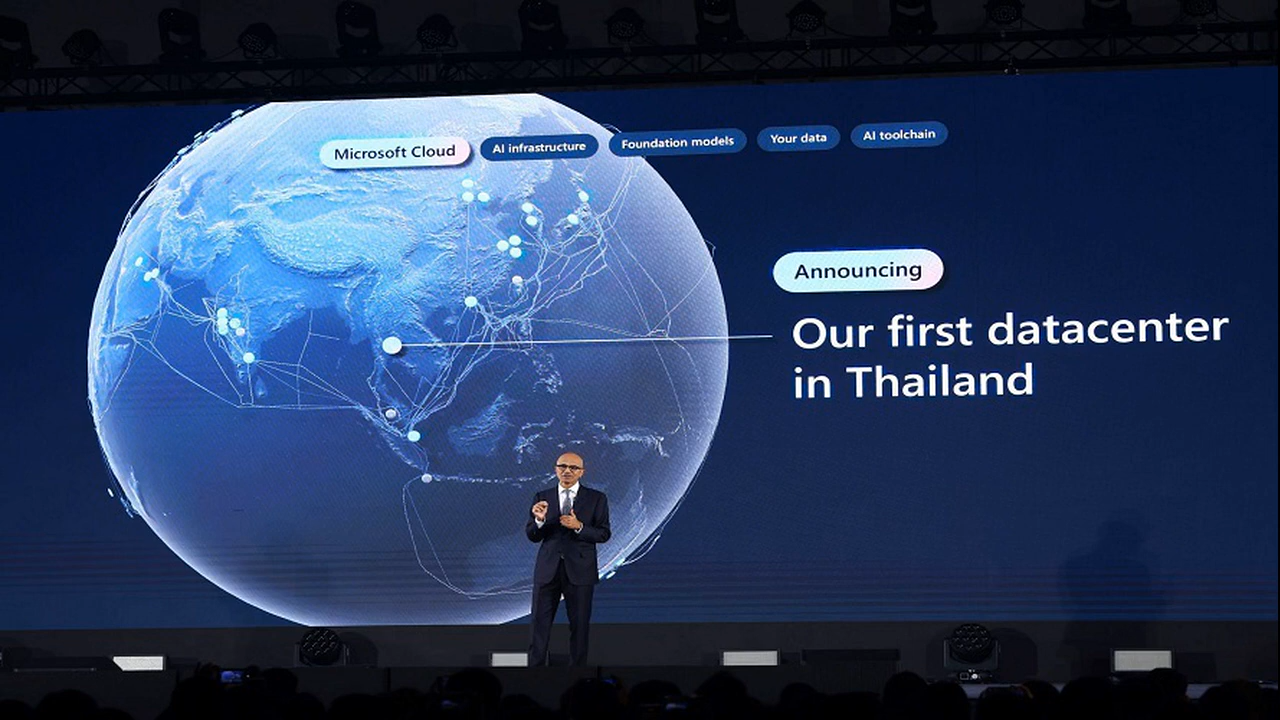 Microsoft Cloud
AI infrastructure
Foundation models
Your data
AI toolchain
Announcing
Our first datacenter
in Thailand